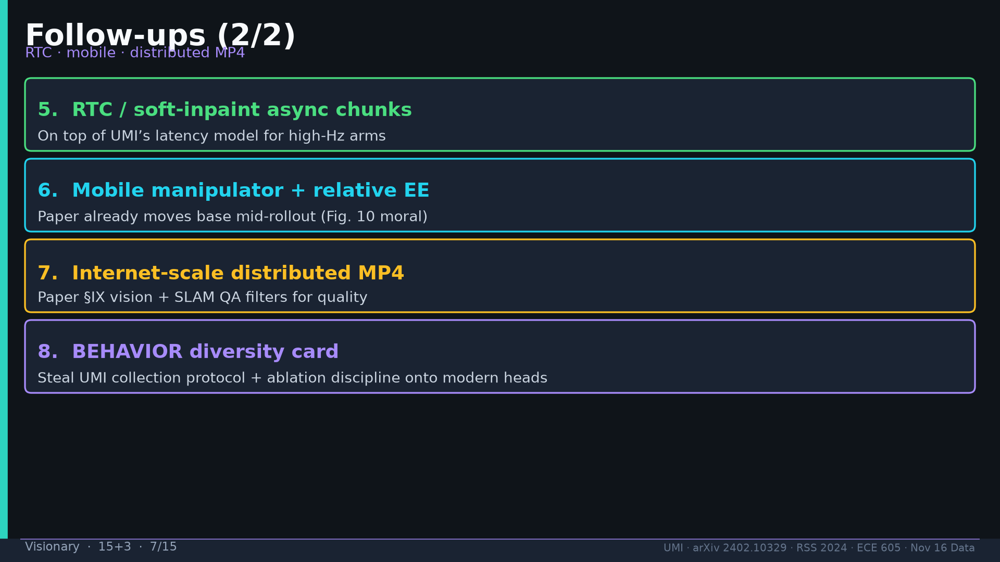 Follow-ups (2/2)
RTC · mobile · distributed MP4
5. RTC / soft-inpaint async chunks
On top of UMI’s latency model for high-Hz arms
6. Mobile manipulator + relative EE
Paper already moves base mid-rollout (Fig. 10 moral)
7. Internet-scale distributed MP4
Paper §IX vision + SLAM QA filters for quality
8. BEHAVIOR diversity card
Steal UMI collection protocol + ablation discipline onto modern heads
Visionary · 15+3 · 7/15
UMI · arXiv 2402.10329 · RSS 2024 · ECE 605 · Nov 16 Data